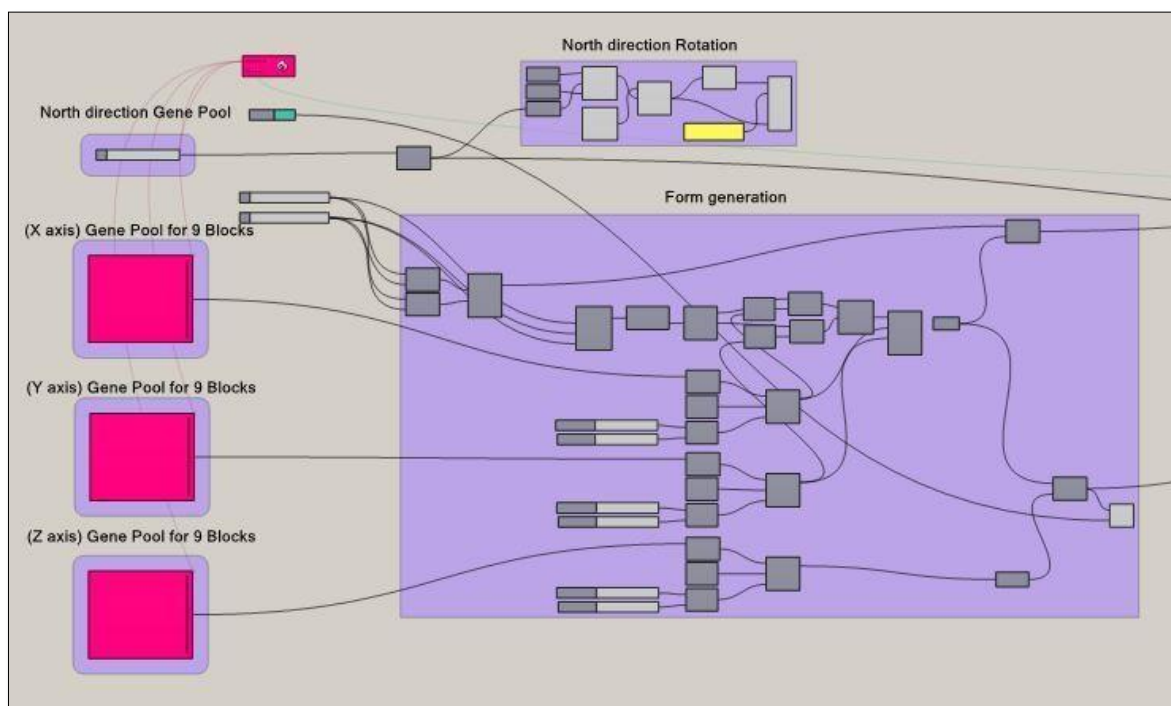 North direction Rotation
North direction Gene Pool
Form generation
(X axis) Gene Pool for 9 Blocks
(Y axis) Gene Pool for 9 Blocks
(Z axis) Gene Pool for 9 Blocks